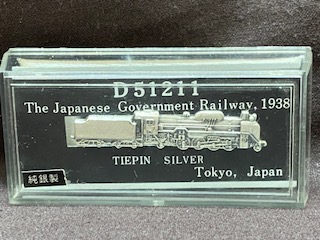 D51211
The Japanese Government Railway, 1938
TIEPIN SILVER
Tokyo, Japan
純銀製